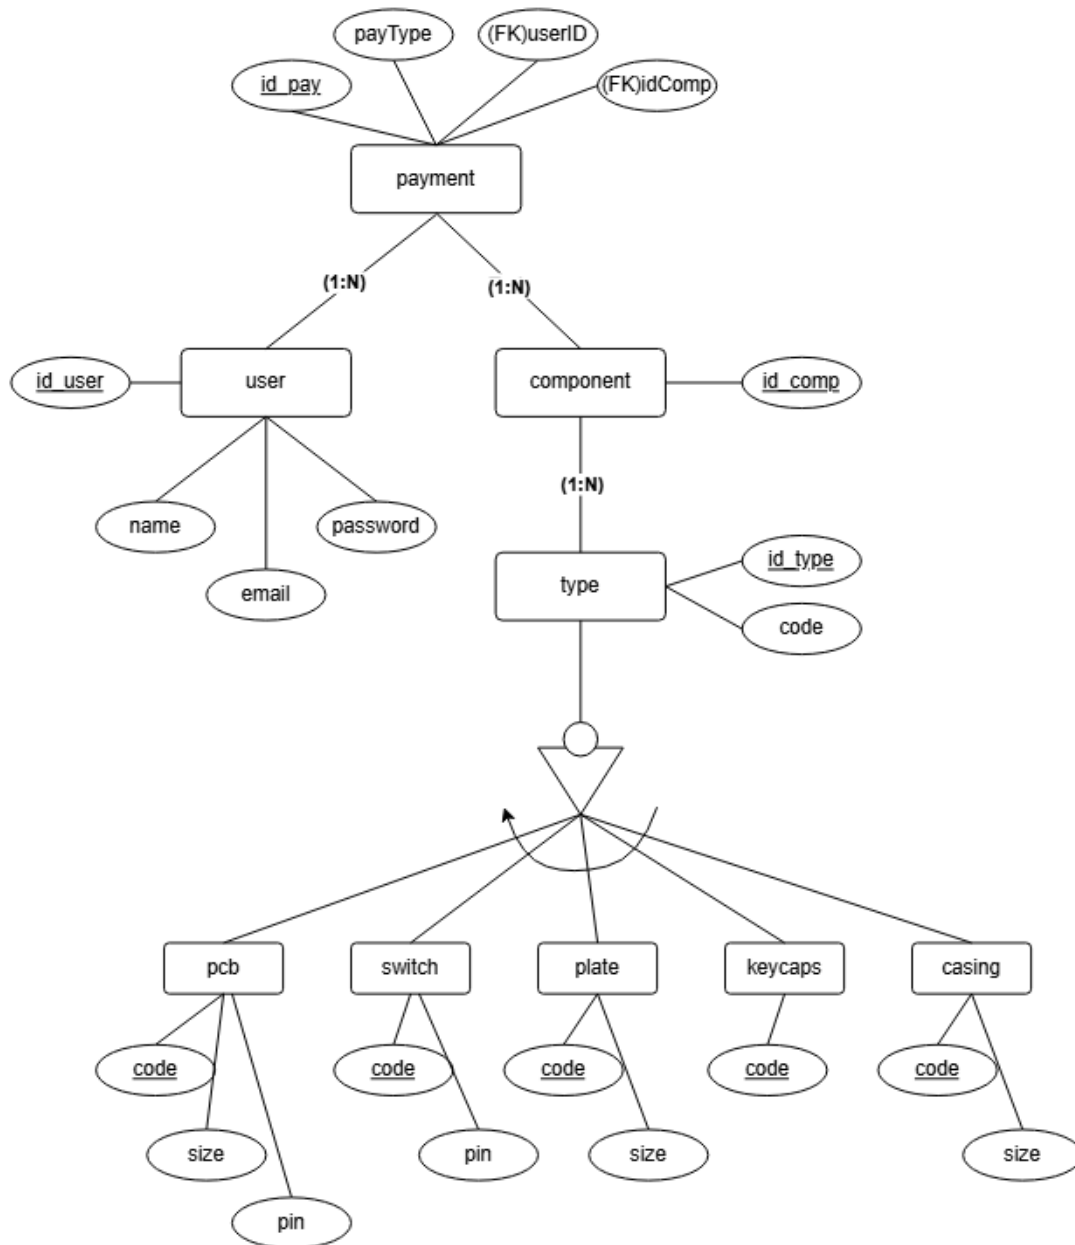 payType
(FK)userID
id_pay
(FK)idComp
payment
(1:N)
(1:N)
id_user
user
component
id_comp
(1:N)
name
password
email
type
id_type
code
pcb
switch
plate
keycaps
casing
code
code
code
code
code
size
pin
size
size
pin